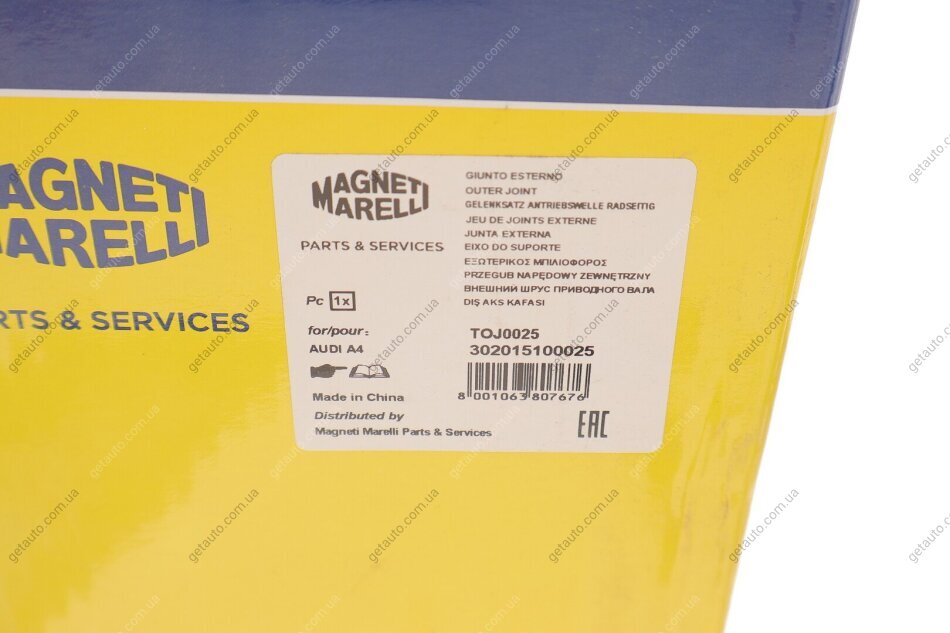 AGNETI
MARELLI
RTS & SERVICES
MAGNETI
MARELLI
PARTS & SERVICES
Pc 1x
for/pour:
AUDI A4
Made in China
Distributed by
Magneti Marelli Parts & Services
GIUNTO ESTERNO
OUTER JOINT
GELENKSATZ ANTRIEBSWELLE RADSEITIG
JEU DE JOINTS EXTERNE
JUNTA EXTERNA
EIXO DO SUPORTE
ΕΞΩΤΕΡΙΚΟΣ ΜΠΙΛΙΟΦΟΡΟΣ
PRZEGUB NAPĘDOWY ZEWNĘTRZNY
ВНЕШНИЙ ШРУС ПРИВОДНОГО ВАЛА
DIŞ AKS KAFASI
TOJ0025
302015100025
8 001063 807676
EAC
getauto.com.ua